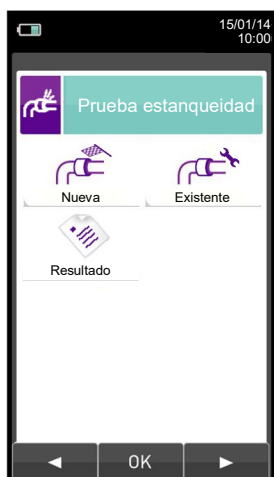 15/01/14
10:00
Prueba estanqueidad
Nueva
Existente
Resultado
OK